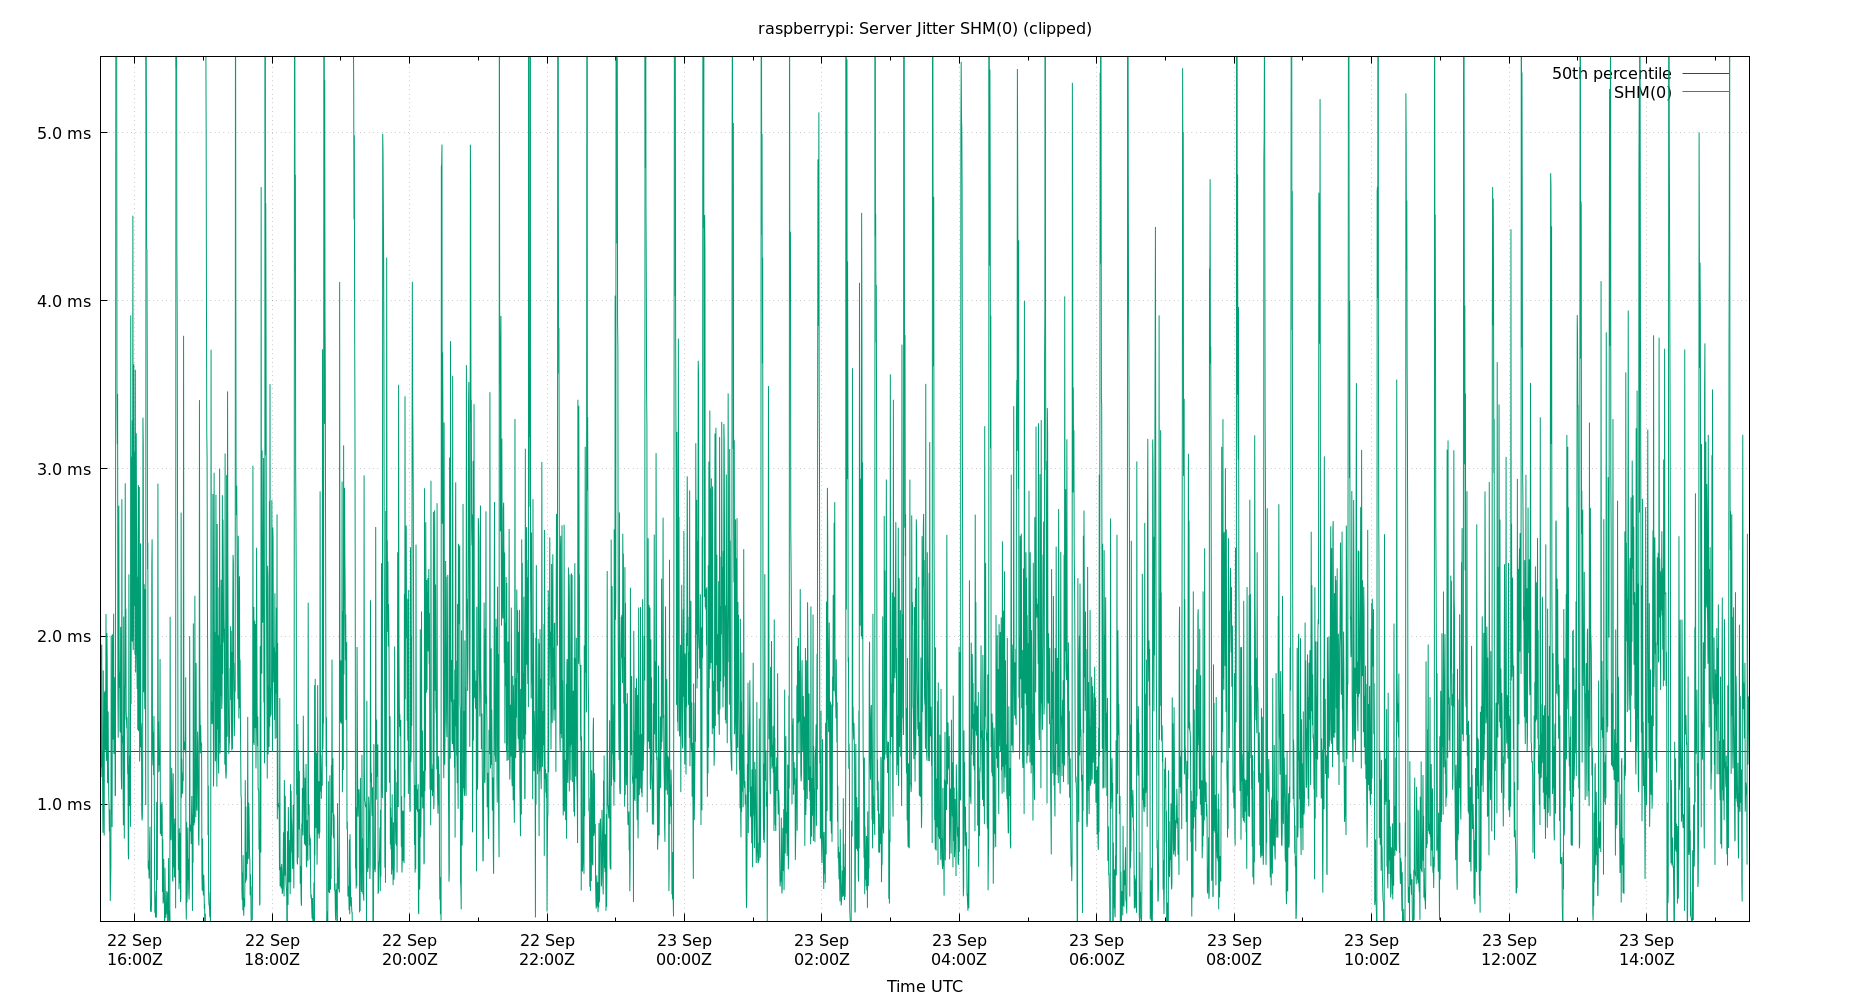 raspberrypi: Server Jitter SHM(0) (clipped)
50th percentile
SHM(0)
5.0 ms
4.0 ms
3.0 ms
2.0 ms
1.0 ms
22 Sep 22 Sep 22 Sep 22 Sep 23 Sep 23 Sep 23 Sep 23 Sep 23 Sep 23 Sep 23 Sep 23 Sep
16:00Z 18:00Z 20:00Z 22:00Z 00:00Z 02:00Z 04:00Z 06:00Z 08:00Z 10:00Z 12:00Z 14:00Z
Time UTC